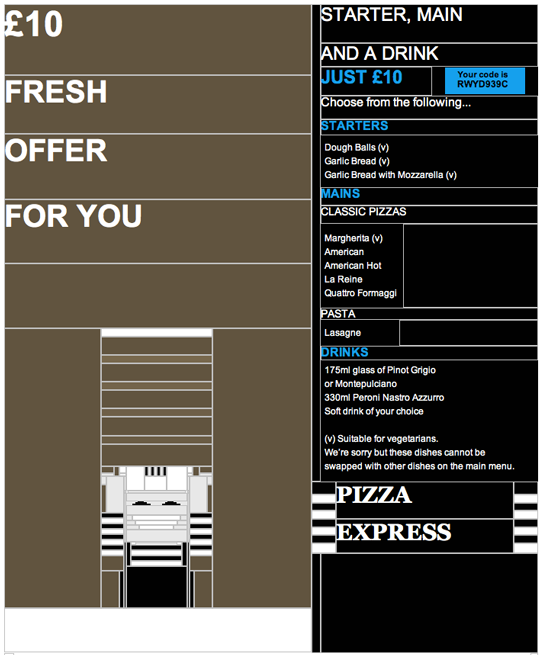 £10
FRESH
OFFER
FOR YOU
STARTER, MAIN
AND A DRINK
JUST £10
Your code is
RWYD939C
Choose from the following...
STARTERS
Dough Balls (v)
Garlic Bread (v)
Garlic Bread with Mozzarella (v)
MAINS
CLASSIC PIZZAS
Margherita (v)
American
American Hot
La Reine
Quattro Formaggi
PASTA
Lasagne
DRINKS
175ml glass of Pinot Grigio
or Montepulciano
330ml Peroni Nastro Azzurro
Soft drink of your choice
(v) Suitable for vegetarians.
We're sorry but these dishes cannot be
swapped with other dishes on the main menu.
PIZZA
EXPRESS